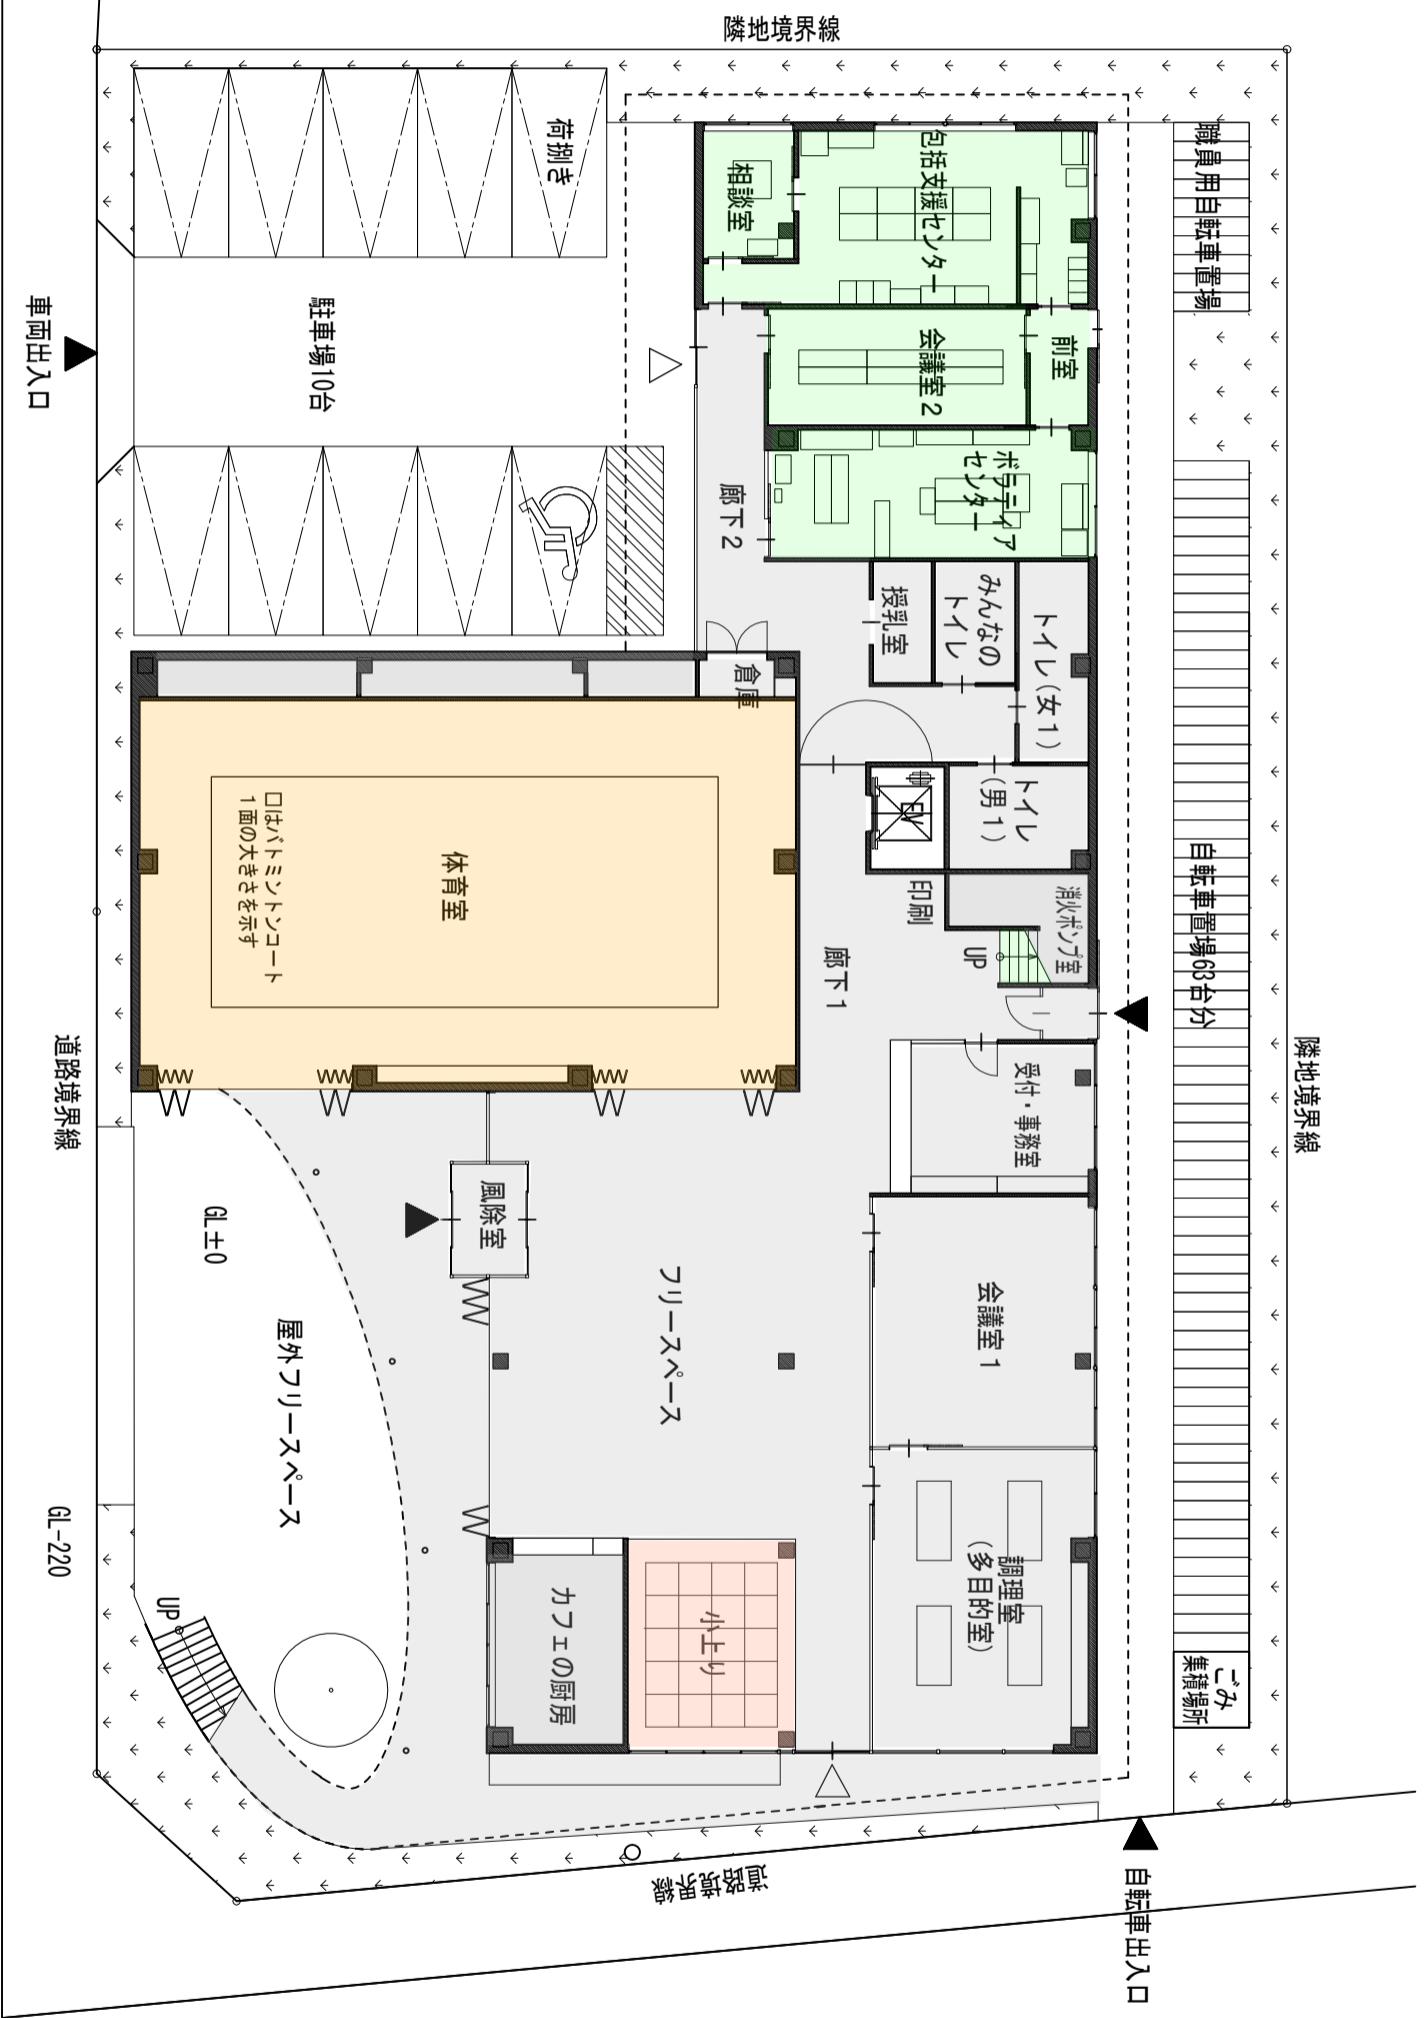 隣地境界線
荷捌き
職員用自転車置場
相談室
包括支援センター
車両出入口
駐車場10台
会議室2
前室
ボラティア
センター
廊下2
授乳室
みんなの
トイレ
トイレ(女1)
倉庫
トイレ
(男1)
EV
印刷
消火ポンプ室
UP
廊下1
体育室
□はバトミントンコート
1面の大きさを示す
自転車置場63台分
隣地境界線
道路境界線
受付・事務室
風除室
GL±0
フリースペース
会議室1
屋外フリースペース
GL-220
UP
カフェの厨房
小上り
調理室
(多目的室)
ごみ
集積場所
道路境界線
自転車出入口